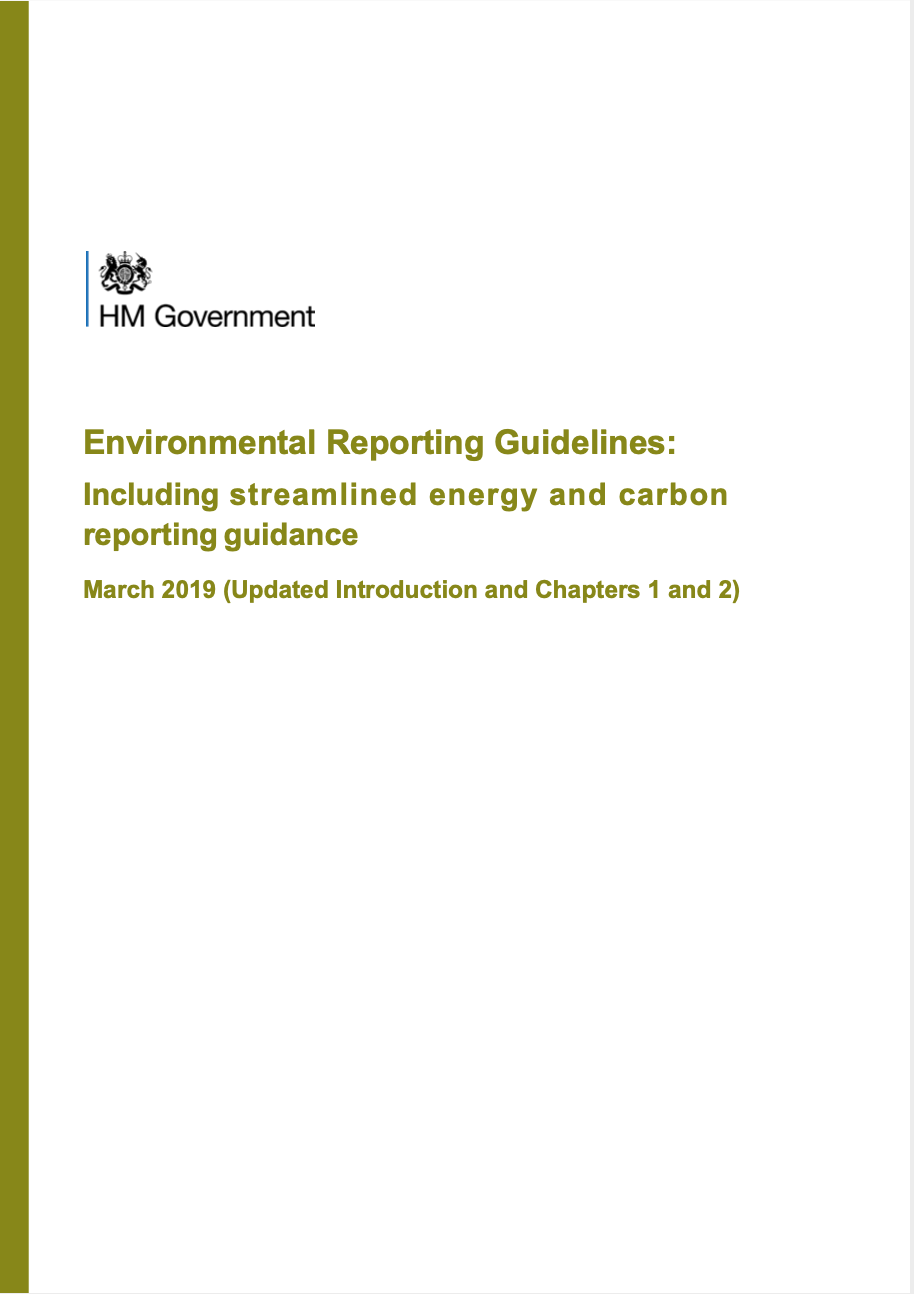 HM Government
Environmental Reporting Guidelines:
Including streamlined energy and carbon
reporting guidance
March 2019 (Updated Introduction and Chapters 1 and 2)